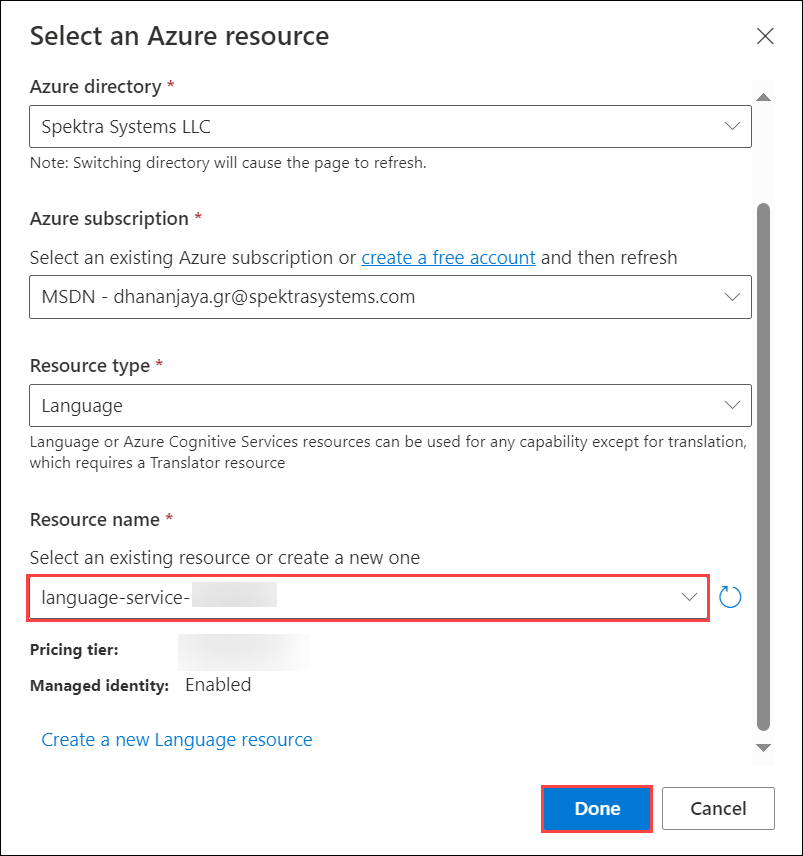 Select an Azure resource
Azure directory *
Spektra Systems LLC
Note: Switching directory will cause the page to refresh.
Azure subscription *
Select an existing Azure subscription or create a free account and then refresh
MSDN - dhananjaya.gr@spektrasystems.com
Resource type *
Language
Language or Azure Cognitive Services resources can be used for any capability except for translation,
which requires a Translator resource
Resource name *
Select an existing resource or create a new one
language-service-
Pricing tier:
Managed identity: Enabled
Create a new Language resource
Done Cancel